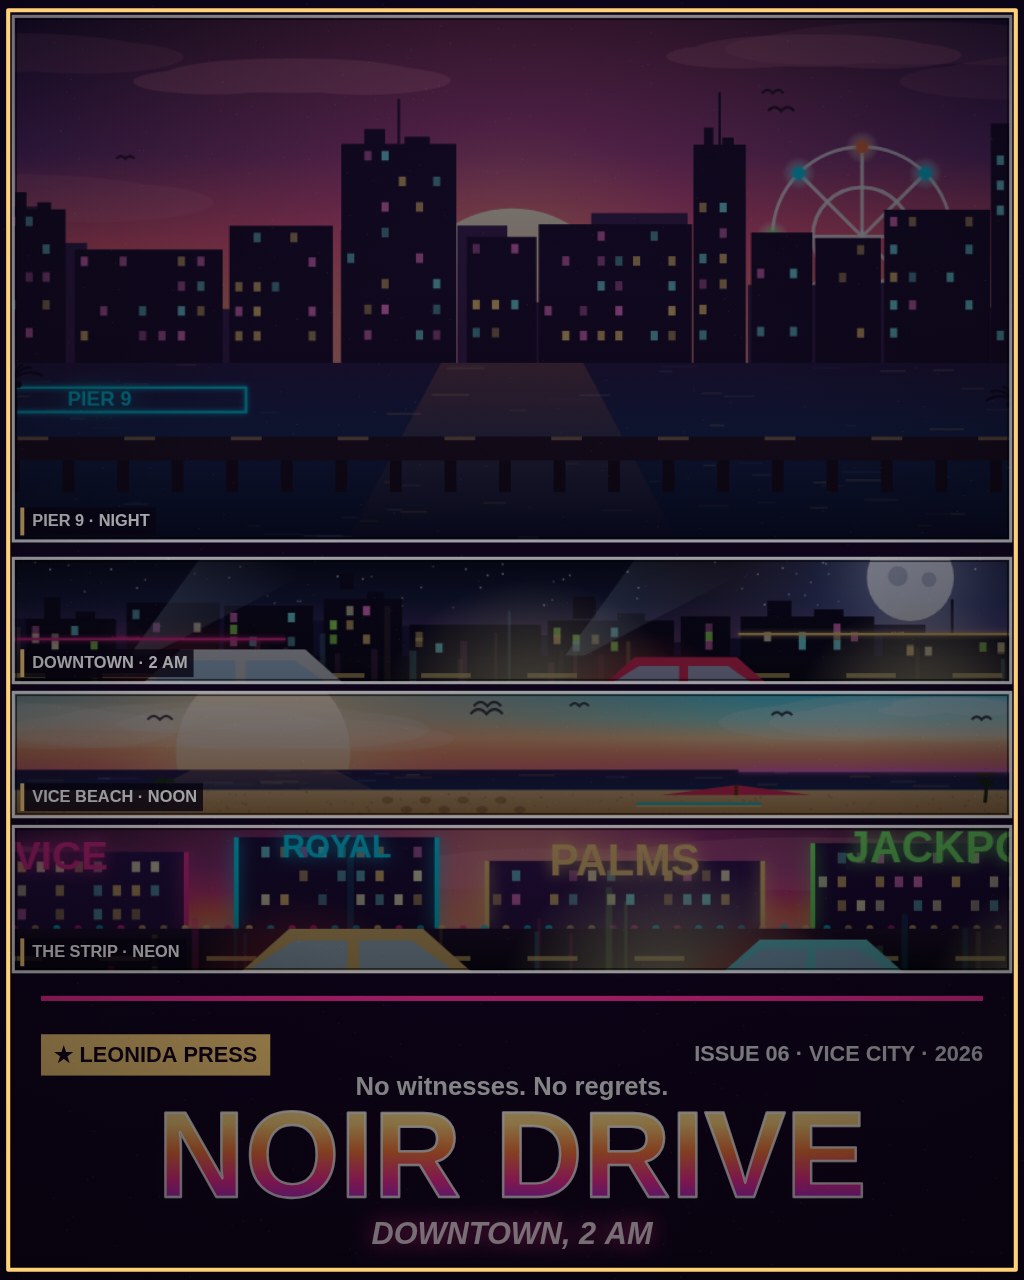 PIER 9
PIER 9 · NIGHT
DOWNTOWN · 2 AM
VICE BEACH · NOON
VICE
ROYAL
PALMS
JACKPO
THE STRIP · NEON
★ LEONIDA PRESS
ISSUE 06 · VICE CITY · 2026
No witnesses. No regrets.
NOIR DRIVE
DOWNTOWN, 2 AM